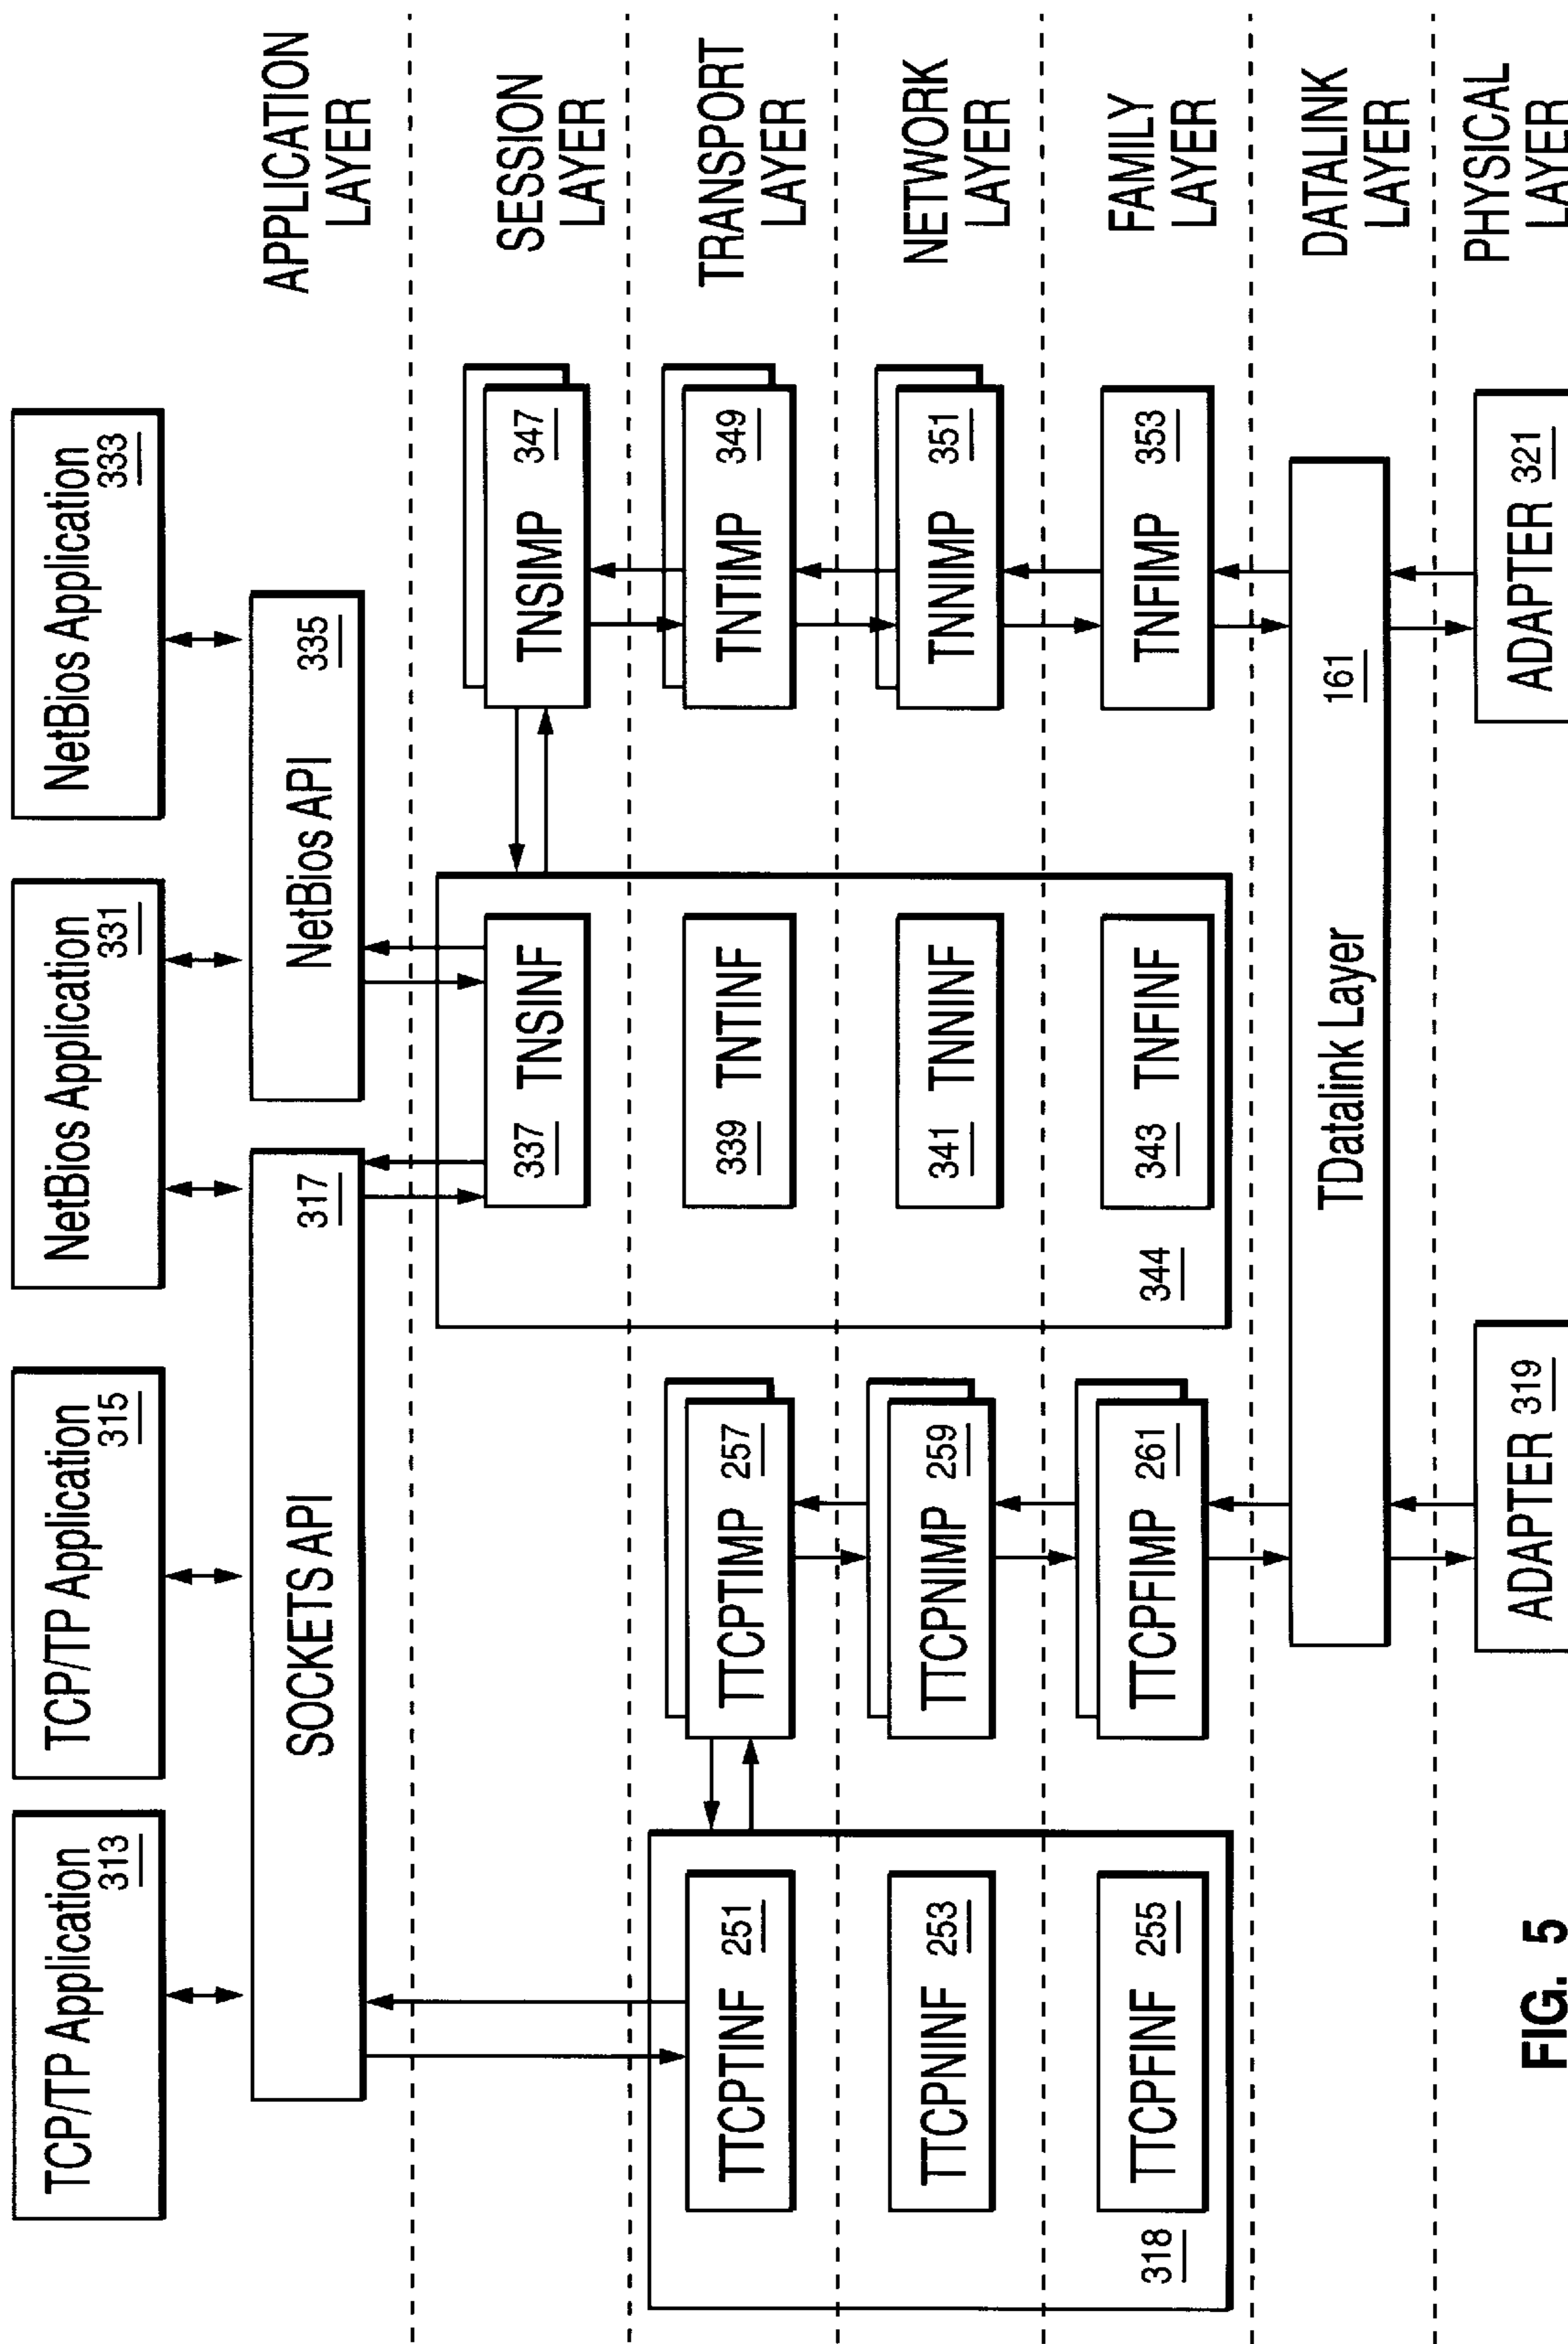 TCP/TP Application
313
TCP/TP Application
315
NetBios Application
331
NetBios Application
333
SOCKETS API
317
NetBios API
335
APPLICATION
LAYER
337
TNSINF
TNSIMP
347
SESSION
LAYER
TTCPTINF
251
TTCPTIMP
257
339
TNTINF
TNTIMP
349
TRANSPORT
LAYER
TTCPNINF
253
TTCPNIMP
259
341
TNNINF
TNNIMP
351
NETWORK
LAYER
318
TTCPFINF
255
TTCPFIMP
261
344
343
TNFINF
TNFIMP
353
FAMILY
LAYER
TDatalink Layer
161
DATALINK
LAYER
ADAPTER 319
ADAPTER 321
PHYSICAL
LAYER
FIG. 5